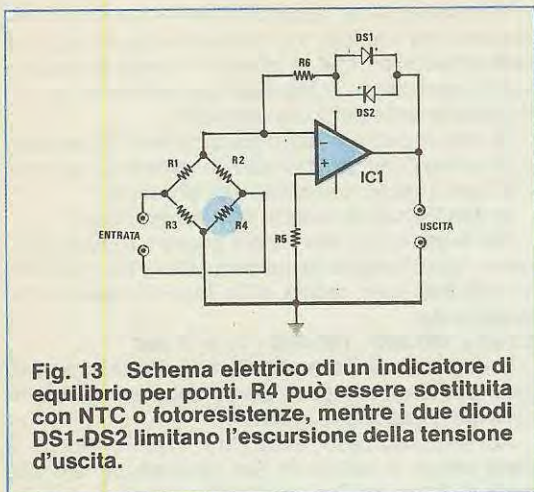 DS1
R6
DS2
R1
R2
−
+
IC1
R3
R4
ENTRATA
R5
USCITA
Fig. 13 Schema elettrico di un indicatore di
equilibrio per ponti. R4 può essere sostituita
con NTC o fotoresistenze, mentre i due diodi
DS1-DS2 limitano l'escursione della tensione
d'uscita.